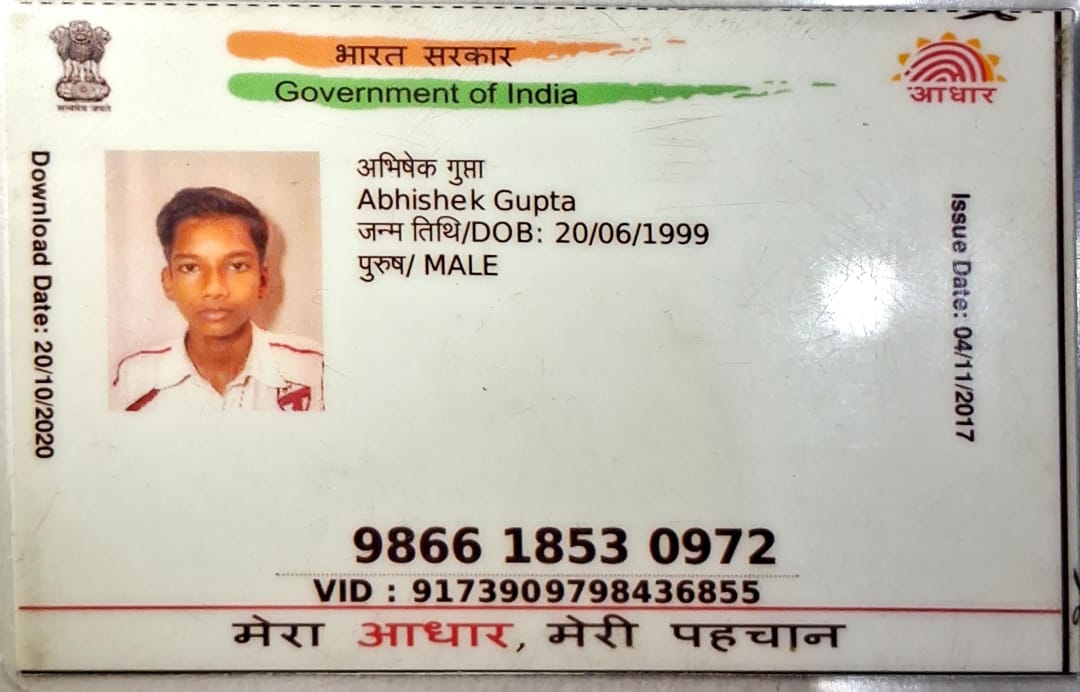 सत्यमेव जयते
भारत सरकार
Government of India
आधार
Download Date: 20/10/2020
अभिषेक गुप्ता
Abhishek Gupta
जन्म तिथि/DOB: 20/06/1999
पुरुष/ MALE
Issue Date: 04/11/2017
9866 1853 0972
VID : 9173909798436855
मेरा आधार, मेरी पहचान